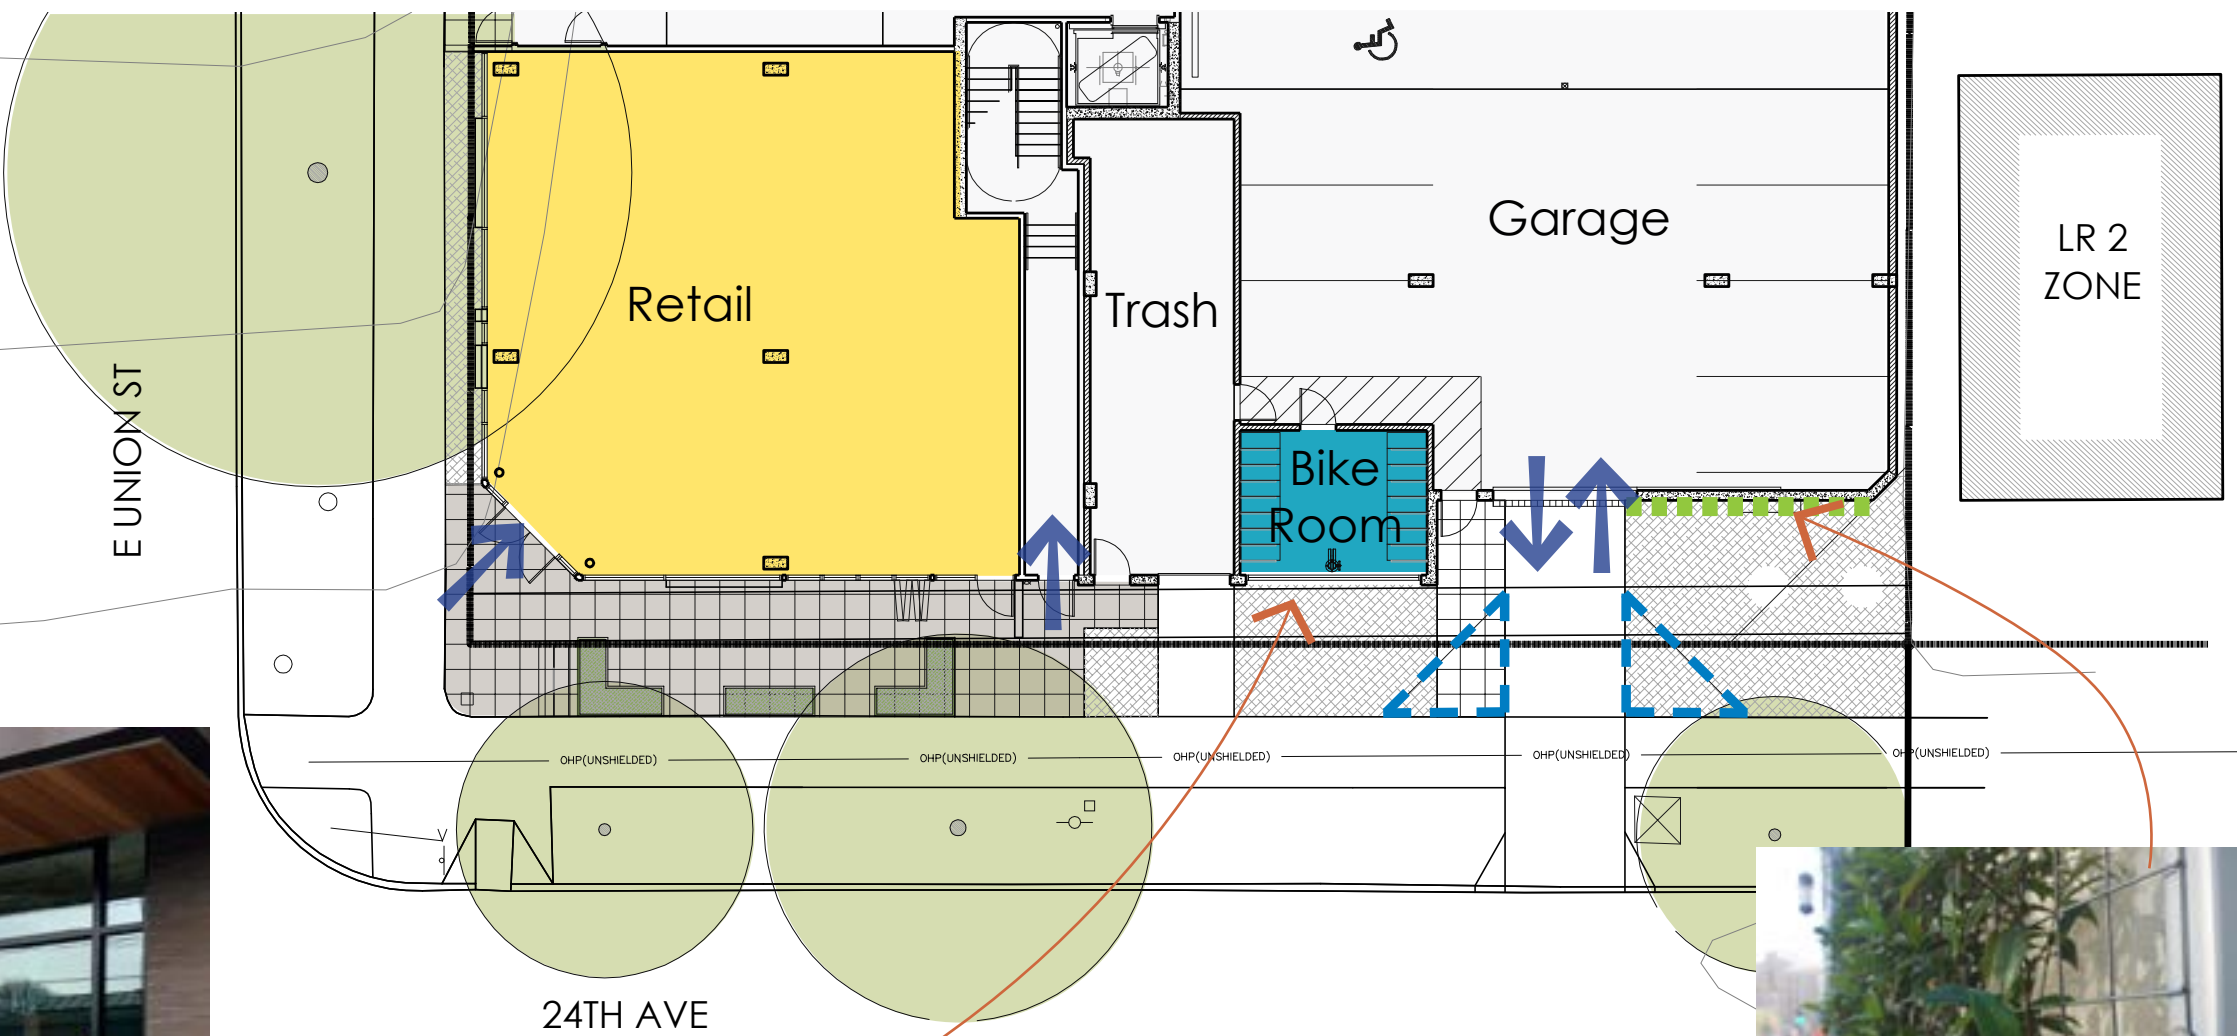 Retail
Trash
Garage
Bike
Room
LR 2
ZONE
E UNION ST
OHP(UNSHIELDED)
OHP(UNSHIELDED)
OHP(UNSHIELDED)
OHP(UNSHIELDED)
OHP(UNSHIELDED)
24TH AVE